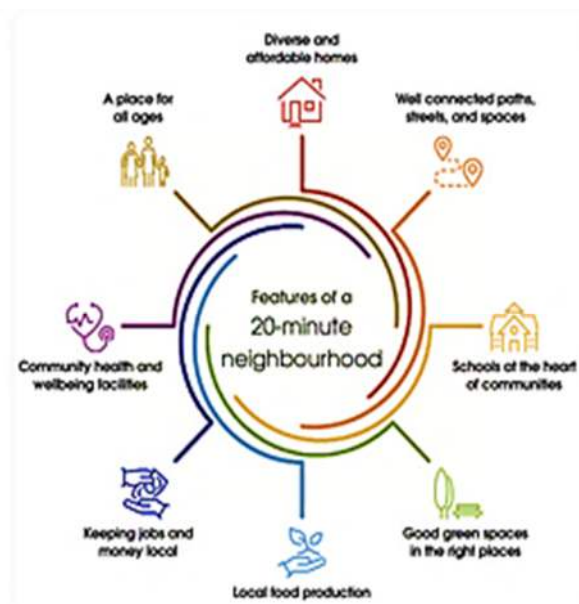 Diverse and
affordable homes
A place for
all ages
Well connected paths,
streets, and spaces
Features of a
20-minute
neighbourhood
Community health and
wellbeing facilities
Schools at the heart
of communities
Keeping jobs and
money local
Good green spaces
in the right places
Local food production